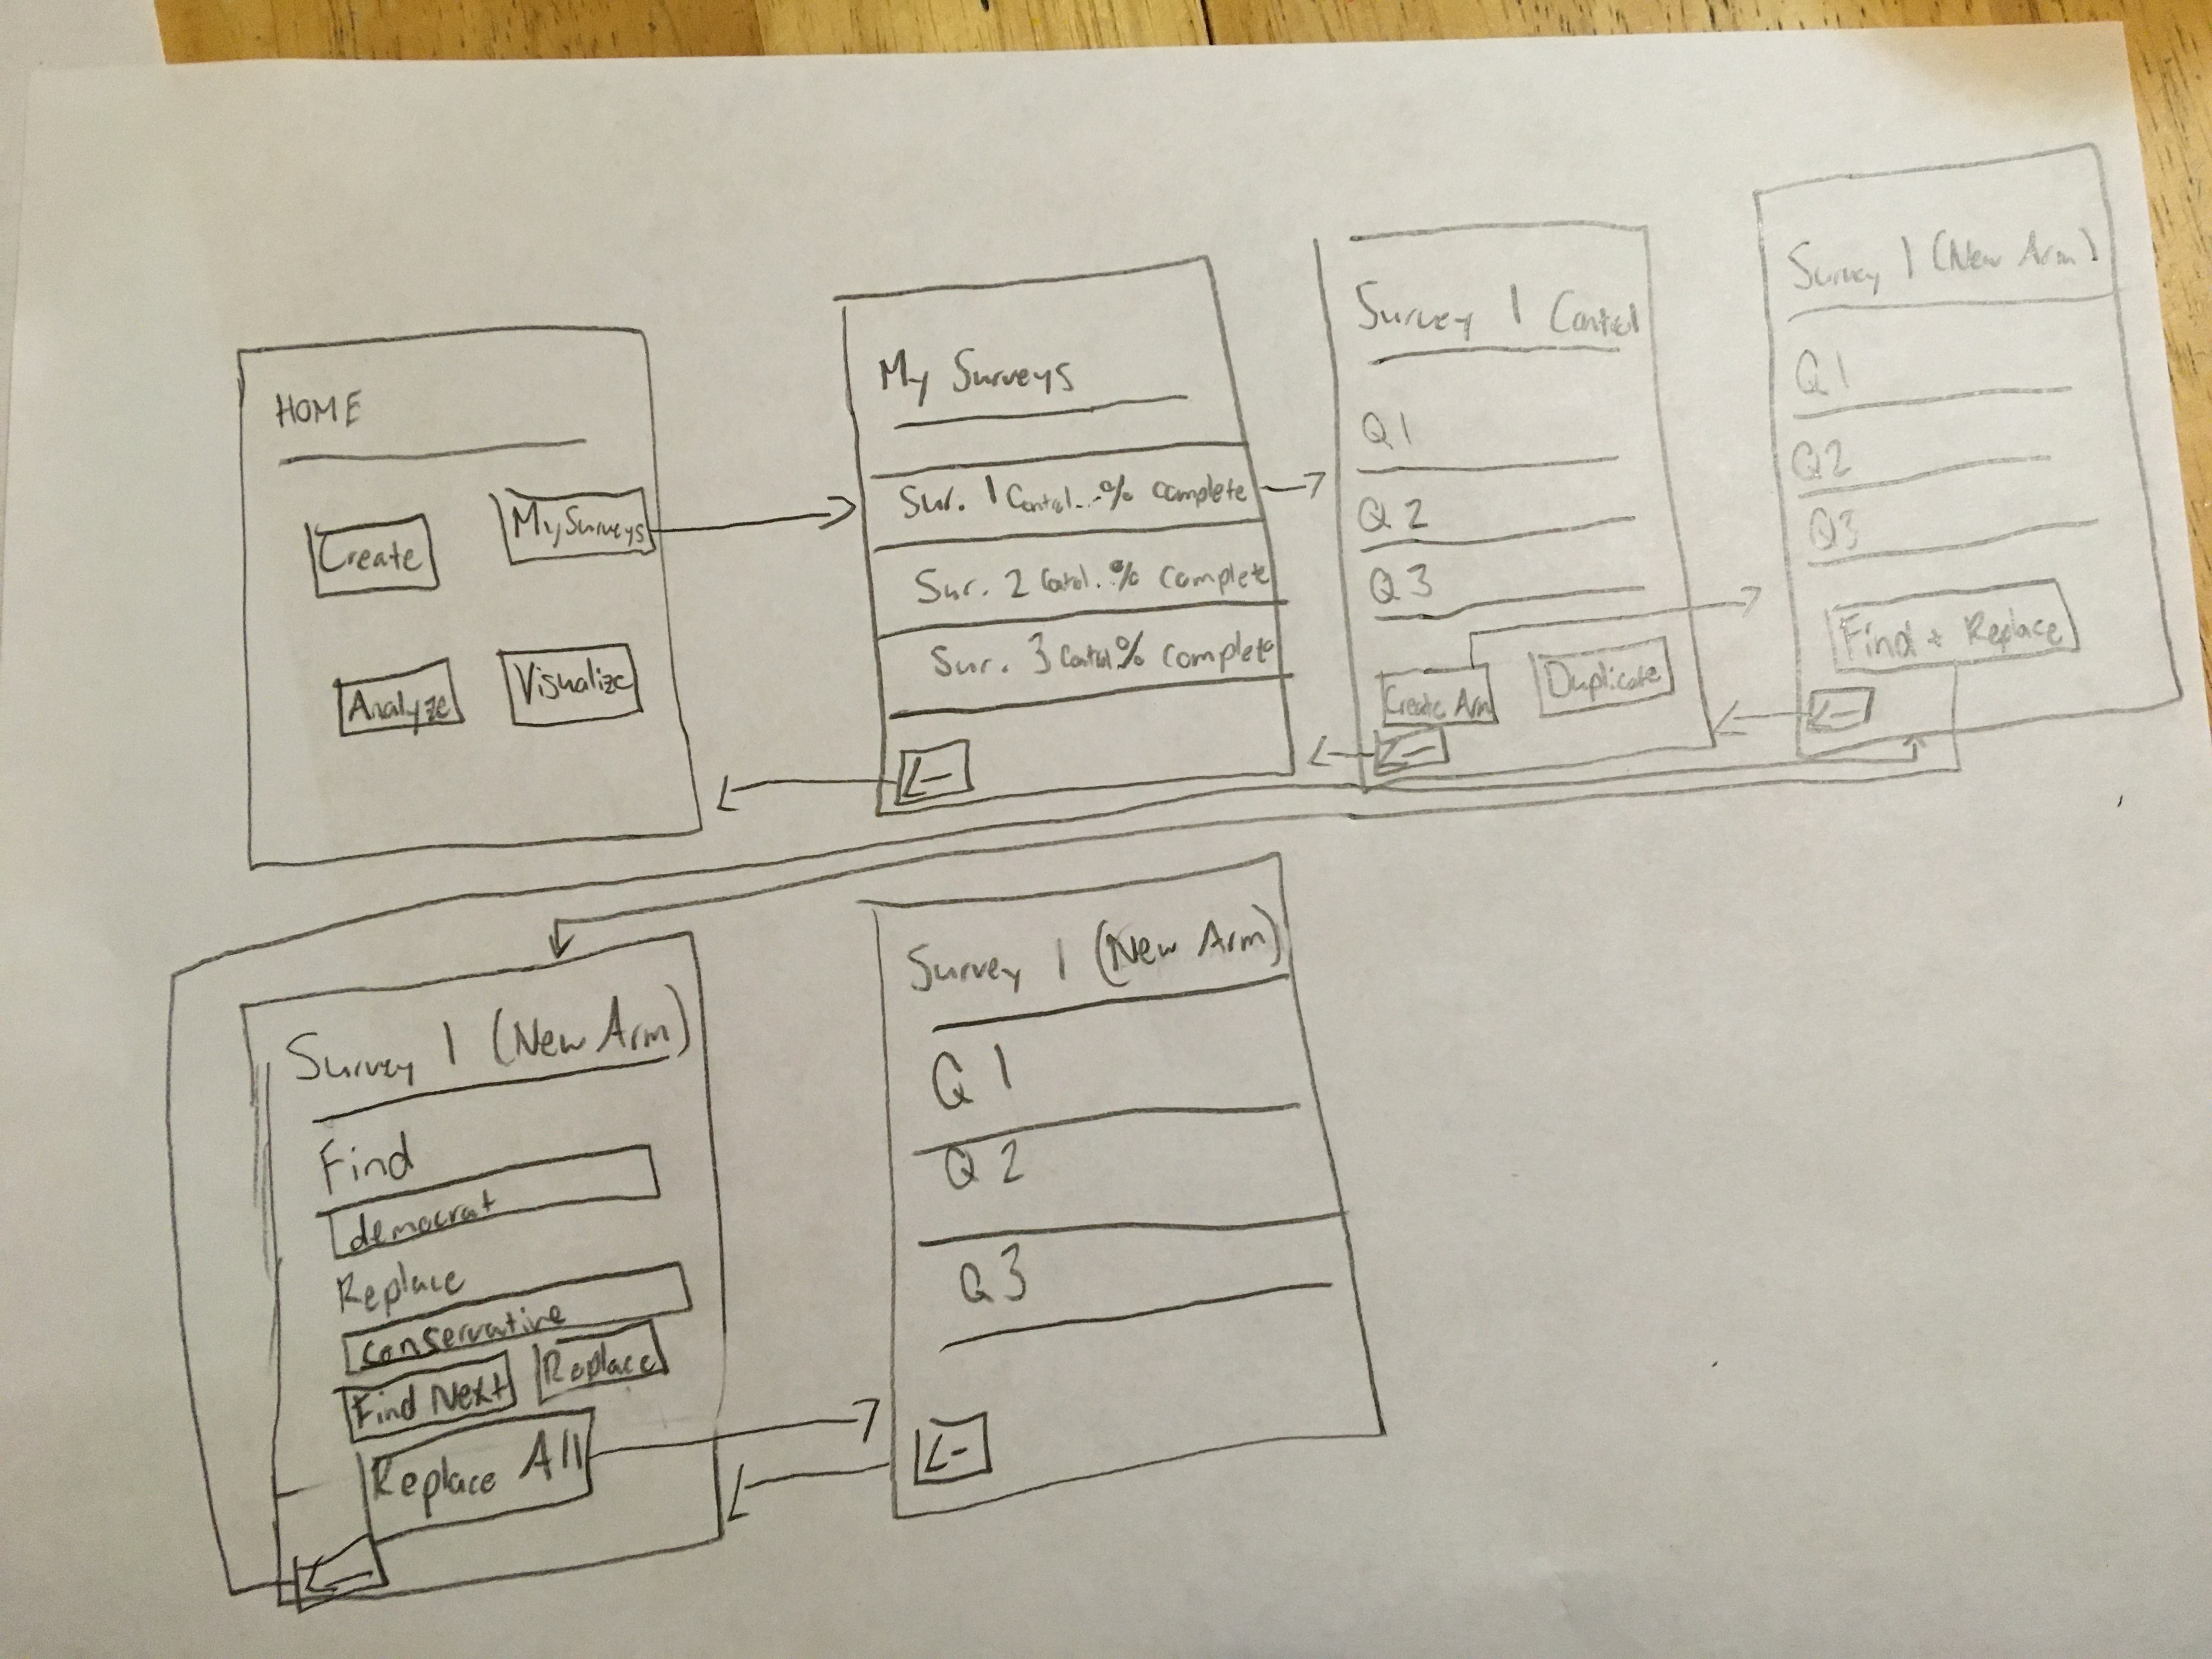 HOME
Create
My Surveys
Analyze
Visualize
My Surveys
Sur. 1 Control...% complete
Sur. 2 Control..% complete
Sur. 3 Control % complete
Survey 1 Control
Q1
Q2
Q3
Create Arm
Duplicate
Survey 1 (New Arm)
Q1
Q2
Q3
Find + Replace
Survey 1 (New Arm)
Find
democrat
Replace
conservative
Find Next
Replace
Replace All
Survey 1 (New Arm)
Q1
Q2
Q3